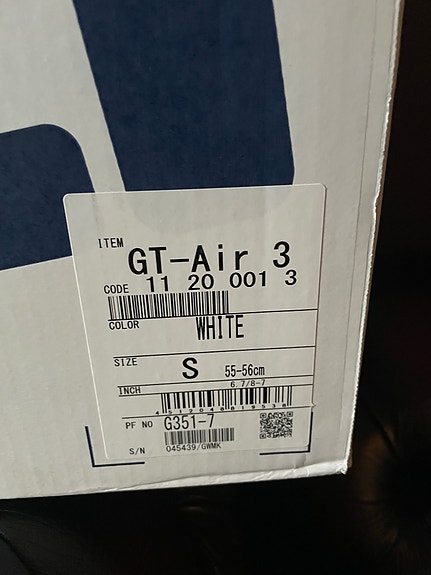 ITEM
GT-Air 3
CODE 11 20 001 3
COLOR WHITE
SIZE S 55-56cm
INCH 6.7/8-7
4512048819538
PF NO G351-7
S/N 045439/GWMK